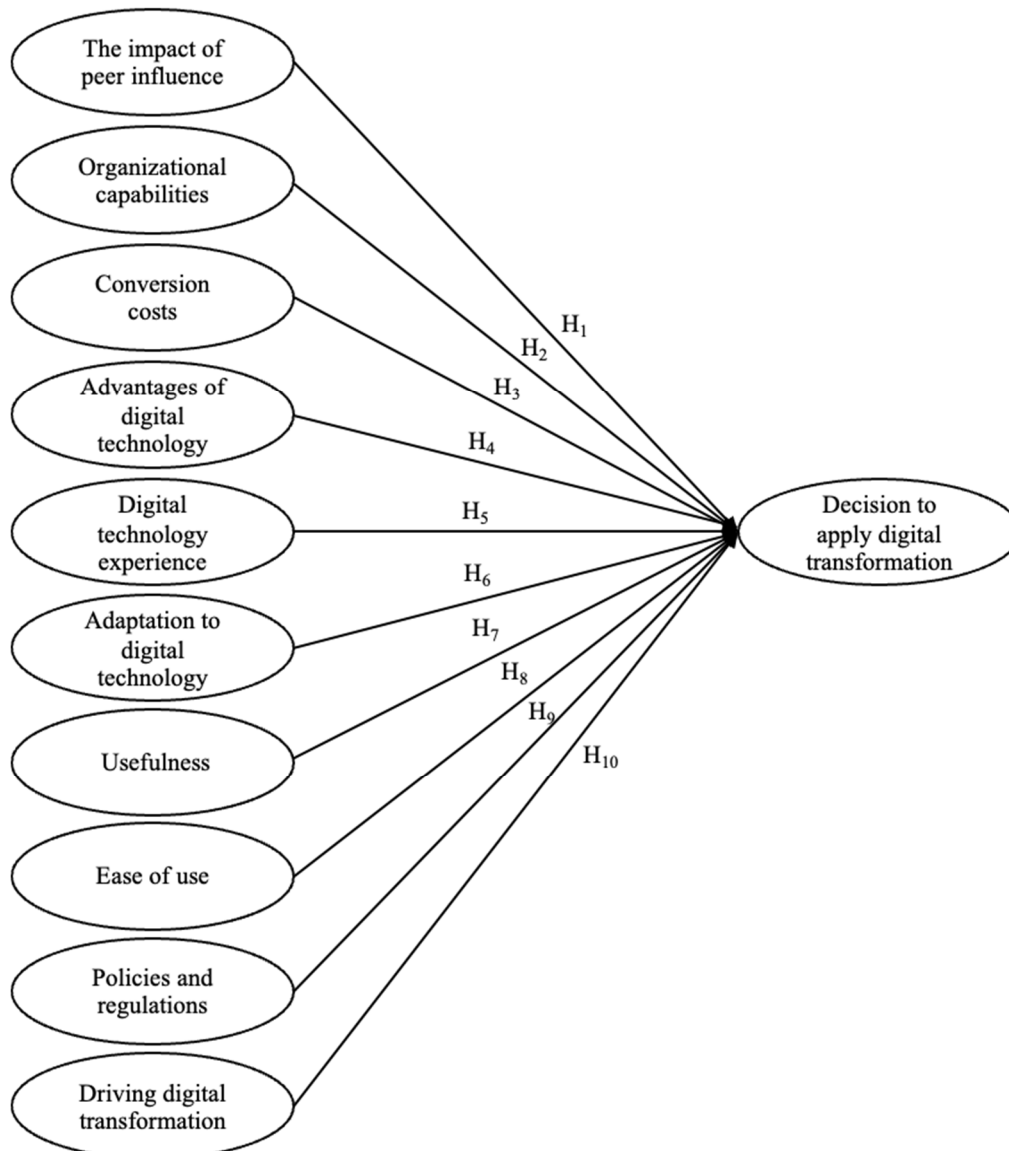 The impact of
peer influence
Organizational
capabilities
Conversion
costs
Advantages of
digital
technology
Digital
technology
experience
Adaptation to
digital
technology
Usefulness
Ease of use
Policies and
regulations
Driving digital
transformation
H₁
H₂
H₃
H₄
H₅
H₆
H₇
H₈
H₉
H₁₀
Decision to
apply digital
transformation